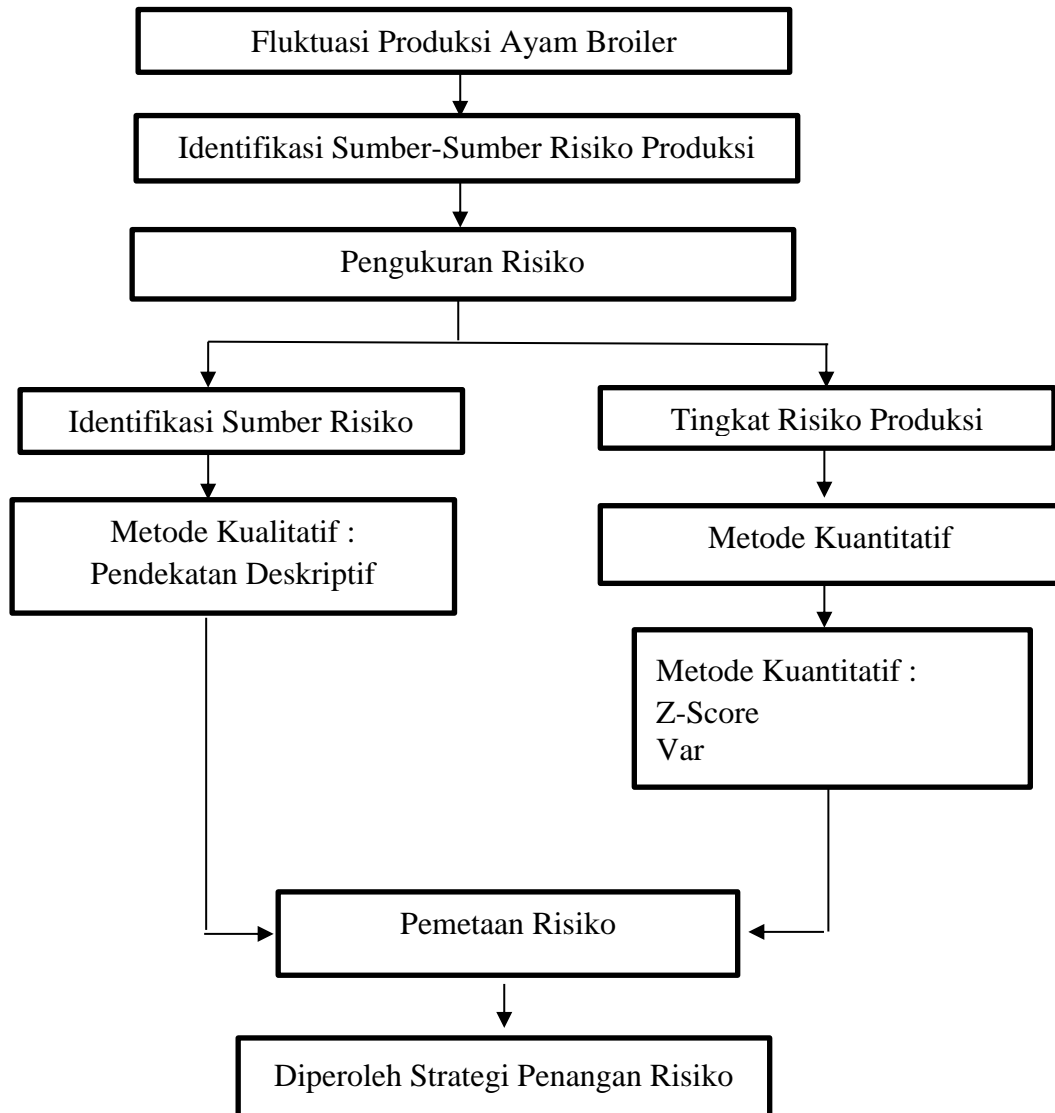 Fluktuasi Produksi Ayam Broiler
Identifikasi Sumber-Sumber Risiko Produksi
Pengukuran Risiko
Identifikasi Sumber Risiko
Tingkat Risiko Produksi
Metode Kualitatif :
Pendekatan Deskriptif
Metode Kuantitatif
Metode Kuantitatif :
Z-Score
Var
Pemetaan Risiko
Diperoleh Strategi Penangan Risiko